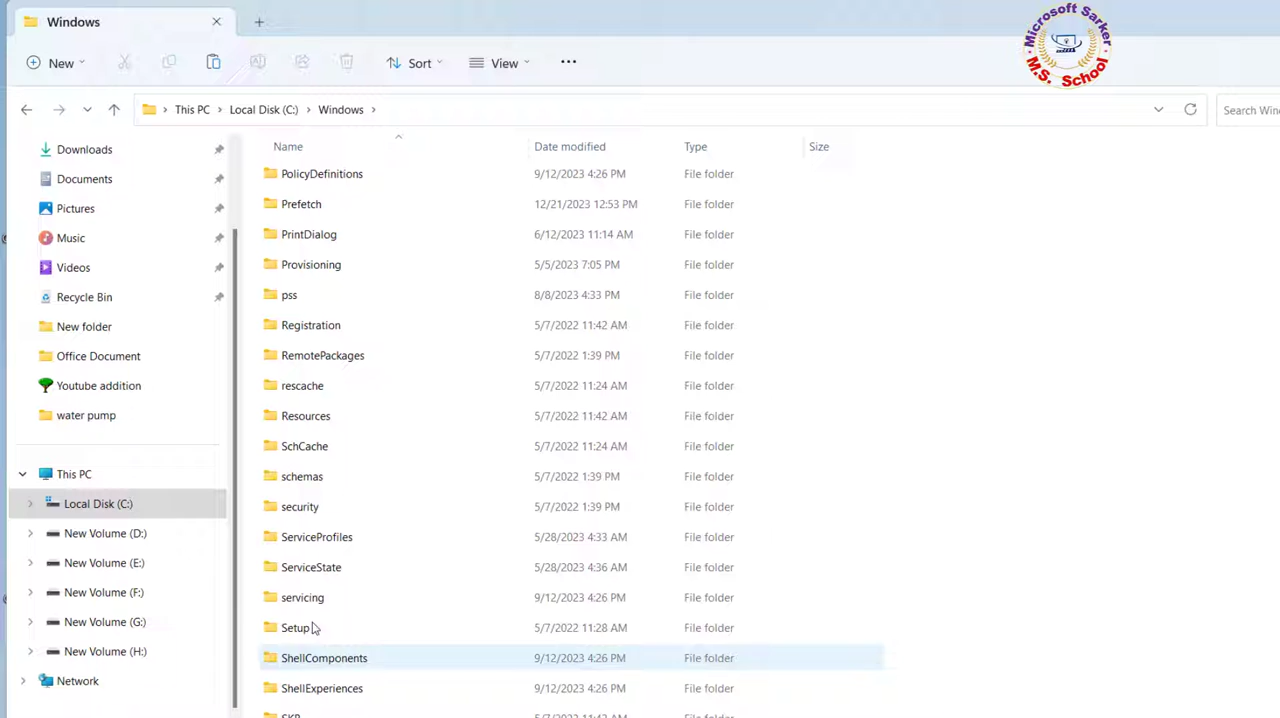 Windows
Microsoft Sarker
M.S. School
New
Sort
View
This PC
Local Disk (C:)
Windows
Search Win
Name
Date modified
Type
Size
Downloads
Documents
Pictures
Music
Videos
Recycle Bin
New folder
Office Document
Youtube addition
water pump
This PC
Local Disk (C:)
New Volume (D:)
New Volume (E:)
New Volume (F:)
New Volume (G:)
New Volume (H:)
Network
PolicyDefinitions 9/12/2023 4:26 PM File folder
Prefetch 12/21/2023 12:53 PM File folder
PrintDialog 6/12/2023 11:14 AM File folder
Provisioning 5/5/2023 7:05 PM File folder
pss 8/8/2023 4:33 PM File folder
Registration 5/7/2022 11:42 AM File folder
RemotePackages 5/7/2022 1:39 PM File folder
rescache 5/7/2022 11:24 AM File folder
Resources 5/7/2022 11:42 AM File folder
SchCache 5/7/2022 11:24 AM File folder
schemas 5/7/2022 1:39 PM File folder
security 5/7/2022 1:39 PM File folder
ServiceProfiles 5/28/2023 4:33 AM File folder
ServiceState 5/28/2023 4:36 AM File folder
servicing 9/12/2023 4:26 PM File folder
Setup 5/7/2022 11:28 AM File folder
ShellComponents 9/12/2023 4:26 PM File folder
ShellExperiences 9/12/2023 4:26 PM File folder